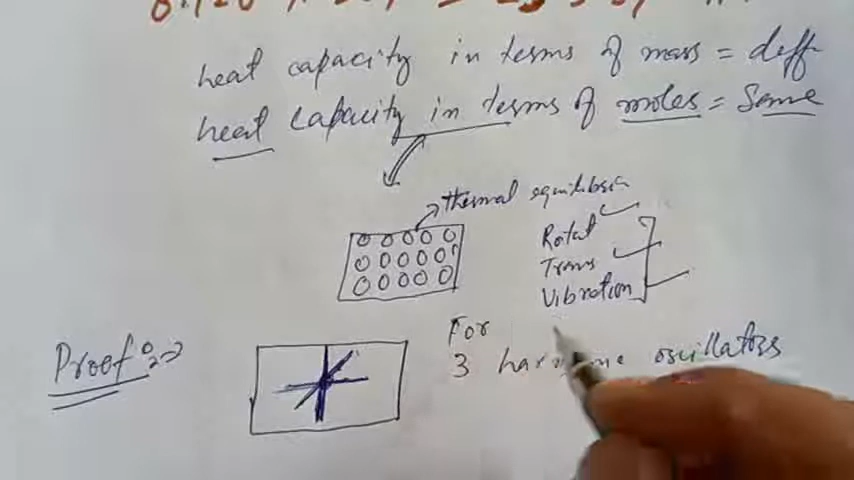 heat capacity in terms of mass = diff
heat capacity in terms of moles = Same
thermal equilibrium
Rotat
Trans
Vibration
Proof:=>
For
3 oscillators